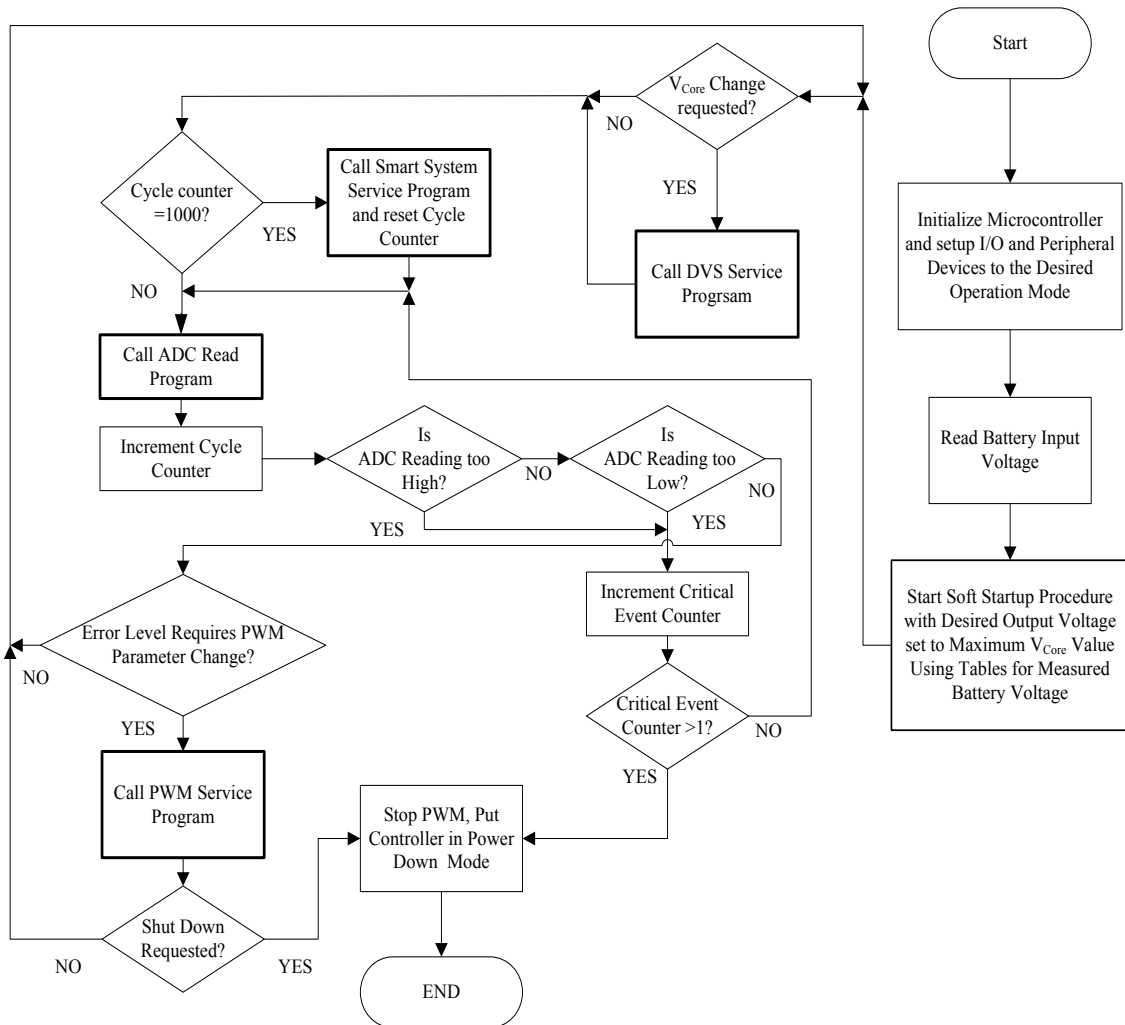 Start
Initialize Microcontroller
and setup I/O and Peripheral
Devices to the Desired
Operation Mode
Read Battery Input
Voltage
Start Soft Startup Procedure
with Desired Output Voltage
set to Maximum VCore Value
Using Tables for Measured
Battery Voltage
VCore Change
requested?
NO
YES
Call DVS Service
Progrsam
Cycle counter
=1000?
YES
NO
Call Smart System
Service Program
and reset Cycle
Counter
Call ADC Read
Program
Increment Cycle
Counter
Is
ADC Reading too
High?
NO
YES
Is
ADC Reading too
Low?
NO
YES
Increment Critical
Event Counter
Critical Event
Counter >1?
NO
YES
Error Level Requires PWM
Parameter Change?
NO
YES
Call PWM Service
Program
Shut Down
Requested?
NO
YES
Stop PWM, Put
Controller in Power
Down Mode
END